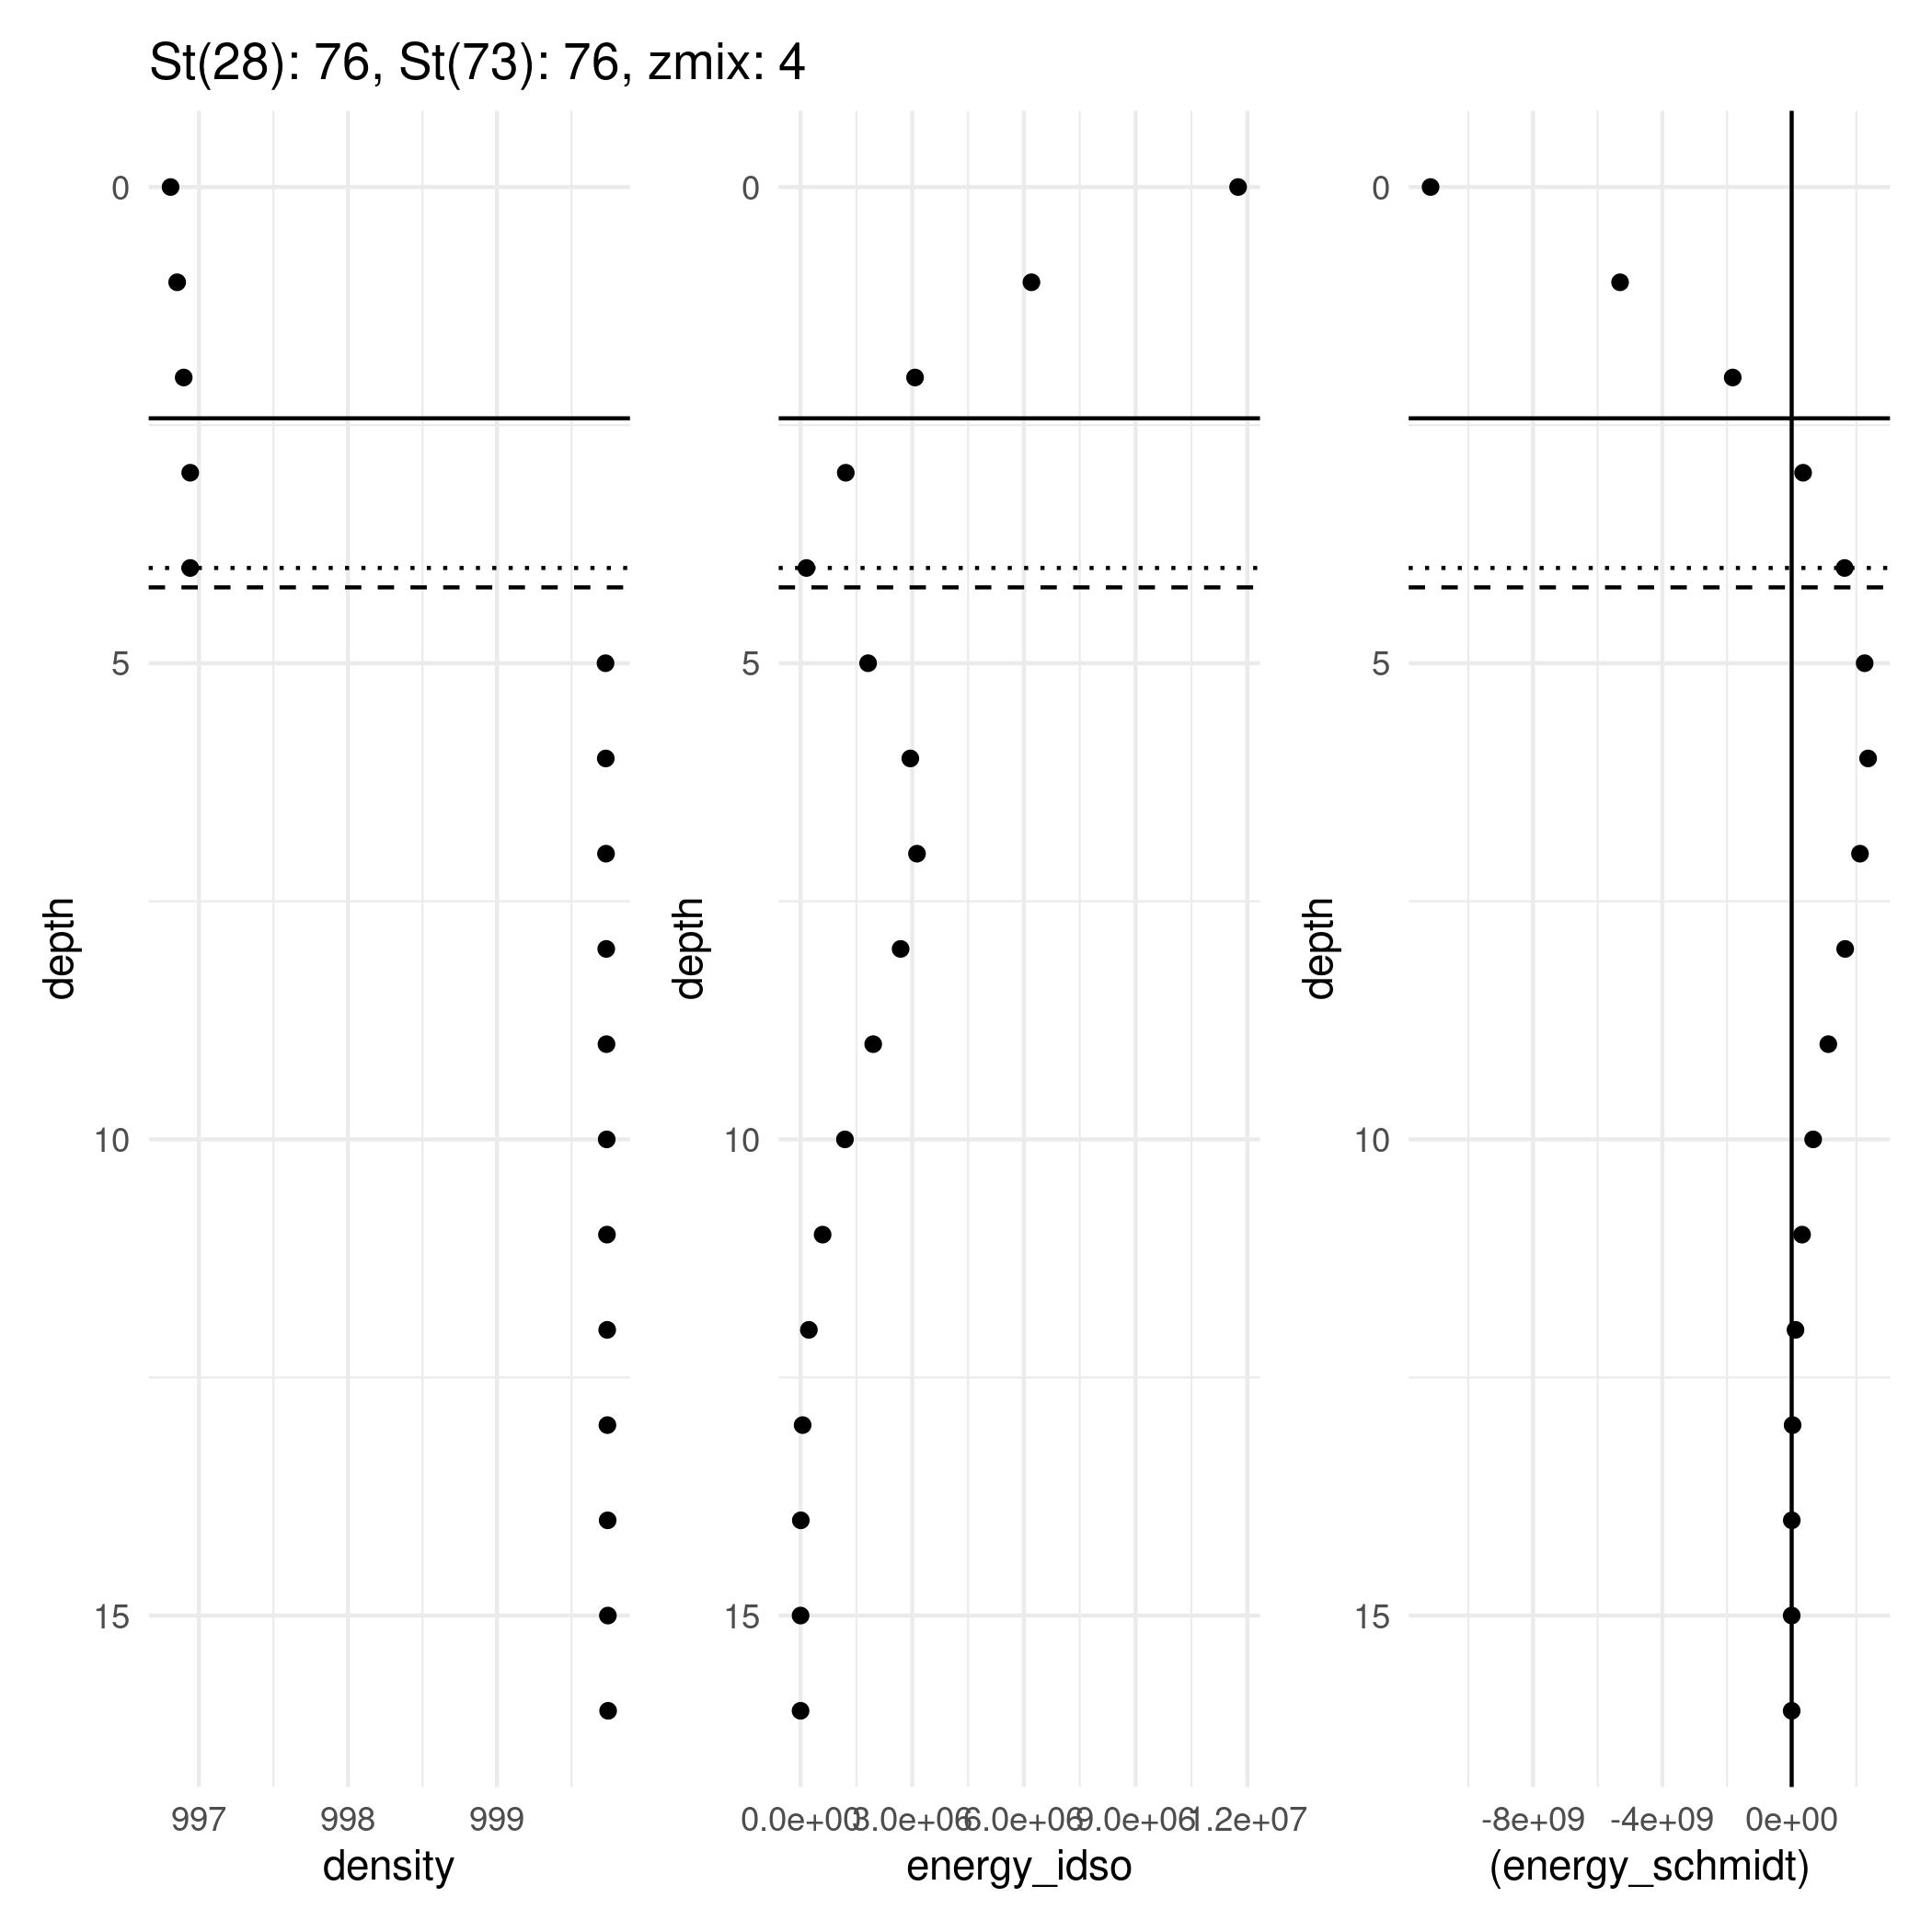 St(28): 76, St(73): 76, zmix: 4
0
5
10
15
depth
997 998 999
density
0
5
10
15
depth
0.0e+00 3.0e+06 6.0e+06 9.0e+06 1.2e+07
energy_idso
0
5
10
15
depth
-8e+09 -4e+09 0e+00
(energy_schmidt)